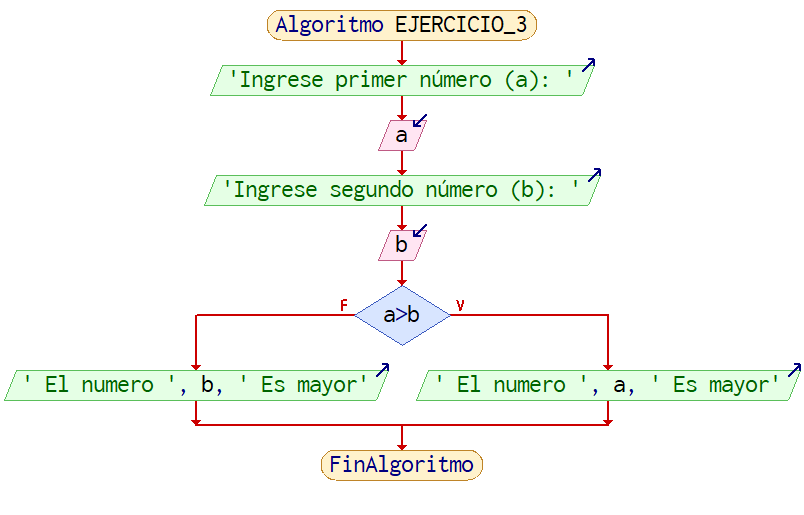 Algoritmo EJERCICIO_3
'Ingrese primer número (a): '
a
'Ingrese segundo número (b): '
b
F
V
a>b
' El numero ', b, ' Es mayor'
' El numero ', a, ' Es mayor'
FinAlgoritmo